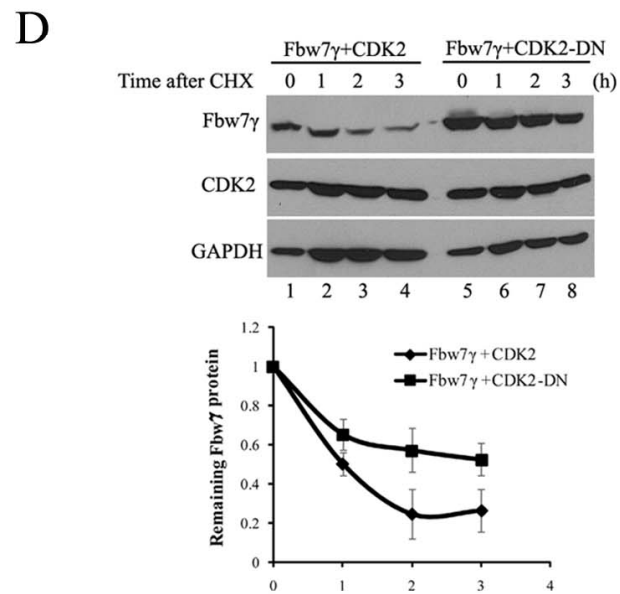 D
Fbw7γ+CDK2 Fbw7γ+CDK2-DN
Time after CHX 0 1 2 3 0 1 2 3 (h)
Fbw7γ
CDK2
GAPDH
1 2 3 4 5 6 7 8
1.2
1
0.8
0.6
0.4
0.2
0
Remaining Fbw7γ protein
Fbw7γ+CDK2
Fbw7γ+CDK2-DN
0 1 2 3 4